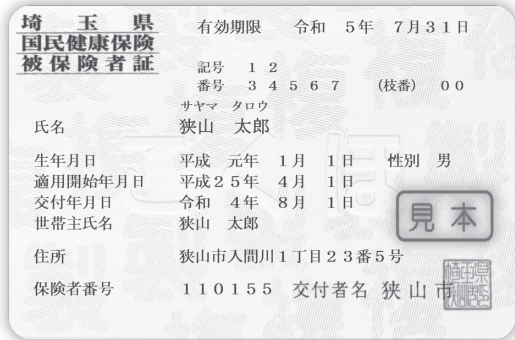 埼玉県
国民健康保険
被保険者証
有効期限 令和 5年 7月31日
記号 12
番号 34567 (枝番) 00
サヤマ タロウ
氏名 狭山 太郎
生年月日 平成 元年 1月 1日 性別 男
適用開始年月日 平成25年 4月 1日
交付年月日 令和 4年 8月 1日
世帯主氏名 狭山 太郎
見本
住所 狭山市入間川1丁目23番5号
保険者番号 110155 交付者名 狭山市